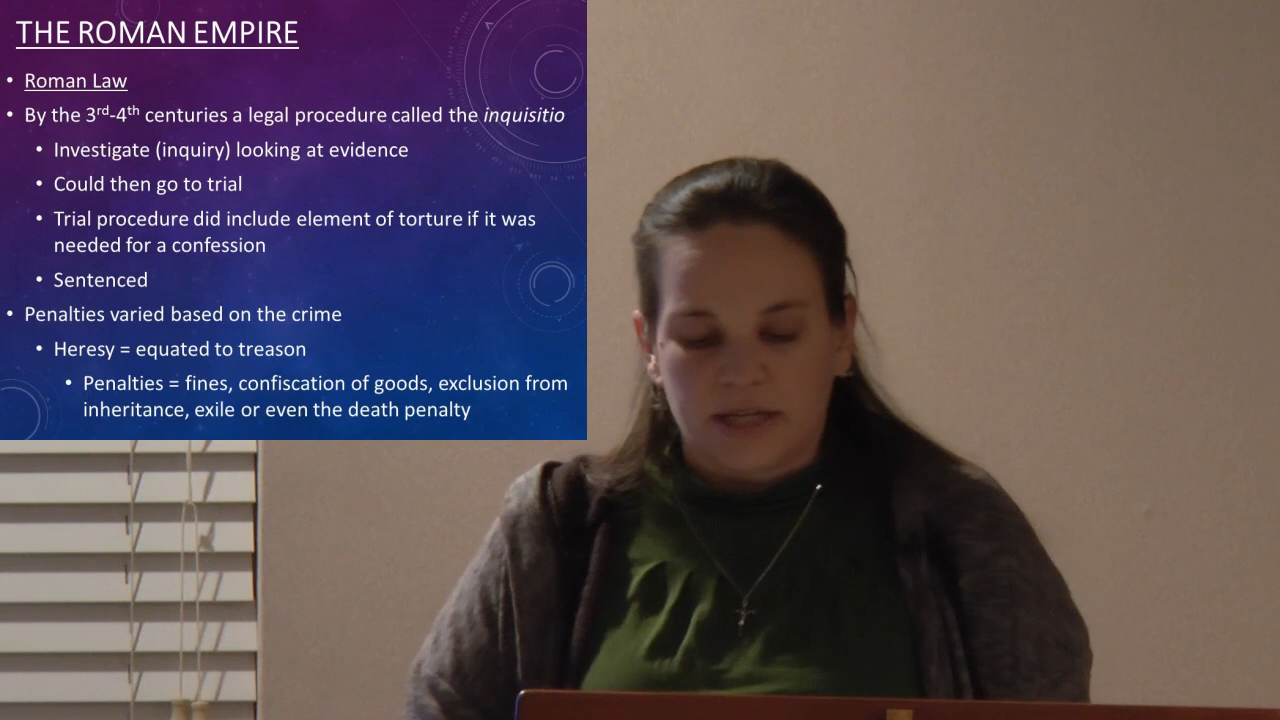 THE ROMAN EMPIRE
• Roman Law
• By the 3rd-4th centuries a legal procedure called the inquisitio
• Investigate (inquiry) looking at evidence
• Could then go to trial
• Trial procedure did include element of torture if it was
needed for a confession
• Sentenced
• Penalties varied based on the crime
• Heresy = equated to treason
• Penalties = fines, confiscation of goods, exclusion from
inheritance, exile or even the death penalty